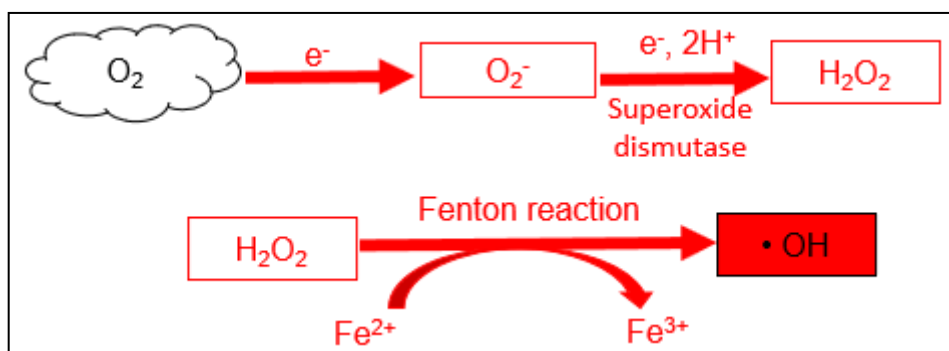 O₂
e⁻
O₂⁻
e⁻, 2H⁺
Superoxide
dismutase
H₂O₂
H₂O₂
Fenton reaction
• OH
Fe²⁺
Fe³⁺